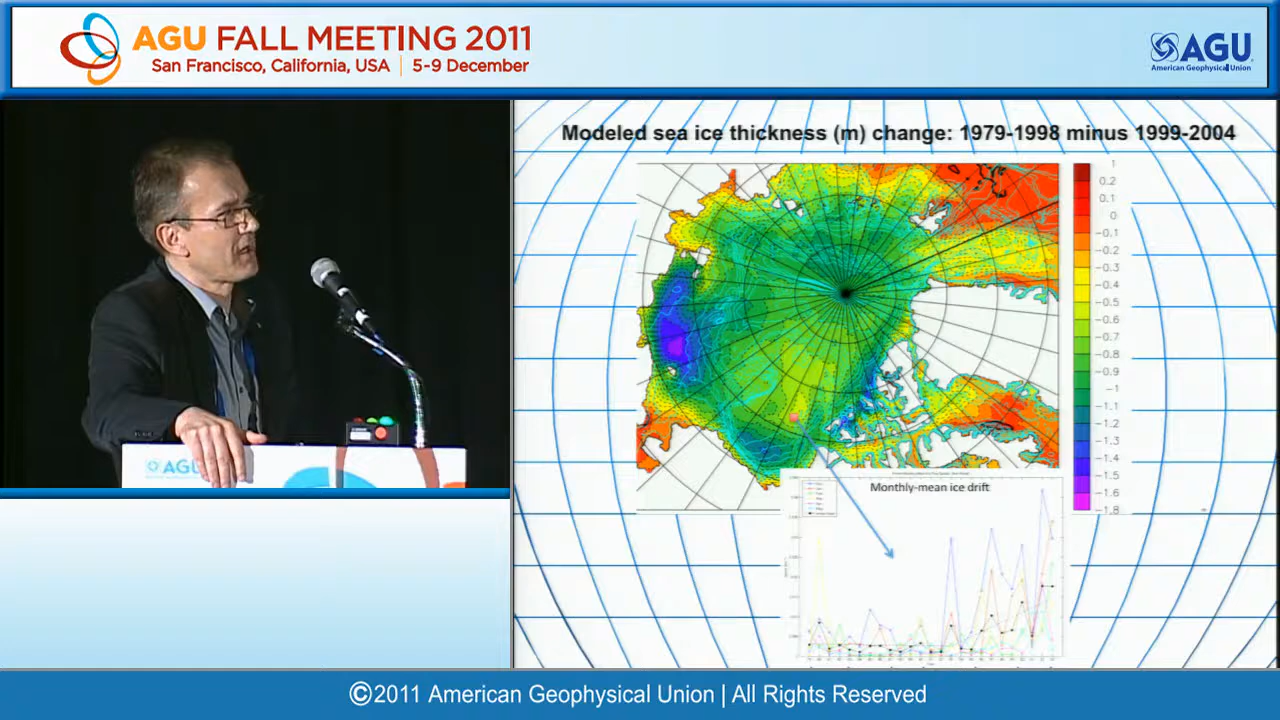 AGU FALL MEETING 2011
San Francisco, California, USA | 5-9 December
AGU
American Geophysical Union
Modeled sea ice thickness (m) change: 1979-1998 minus 1999-2004
1
0.2
0.1
0
-0.1
-0.2
-0.3
-0.4
-0.5
-0.6
-0.7
-0.8
-0.9
-1
-1.1
-1.2
-1.3
-1.4
-1.5
-1.6
-1.8
Monthly-mean ice drift
AGU
©2011 American Geophysical Union | All Rights Reserved